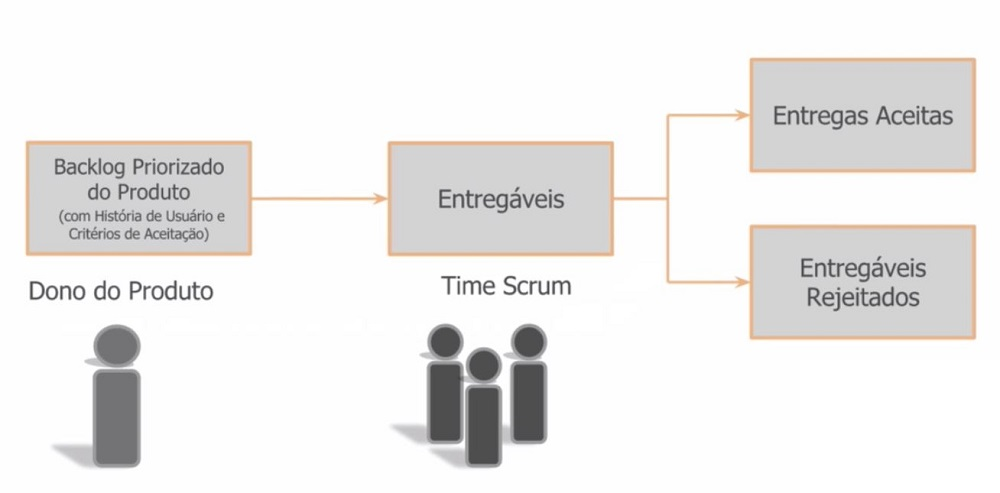 Backlog Priorizado
do Produto
(com História de Usuário e
Critérios de Aceitação)
Dono do Produto
Entregáveis
Time Scrum
Entregas Aceitas
Entregáveis
Rejeitados